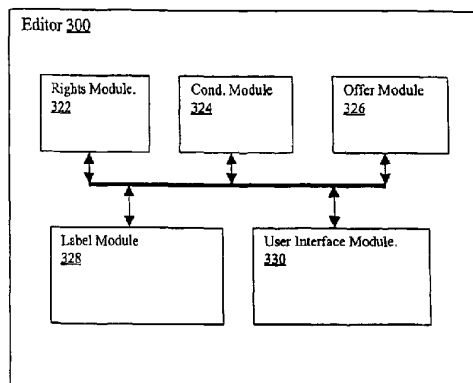 Editor 300
Rights Module.
322
Cond. Module
324
Offer Module
326
Label Module
328
User Interface Module.
330